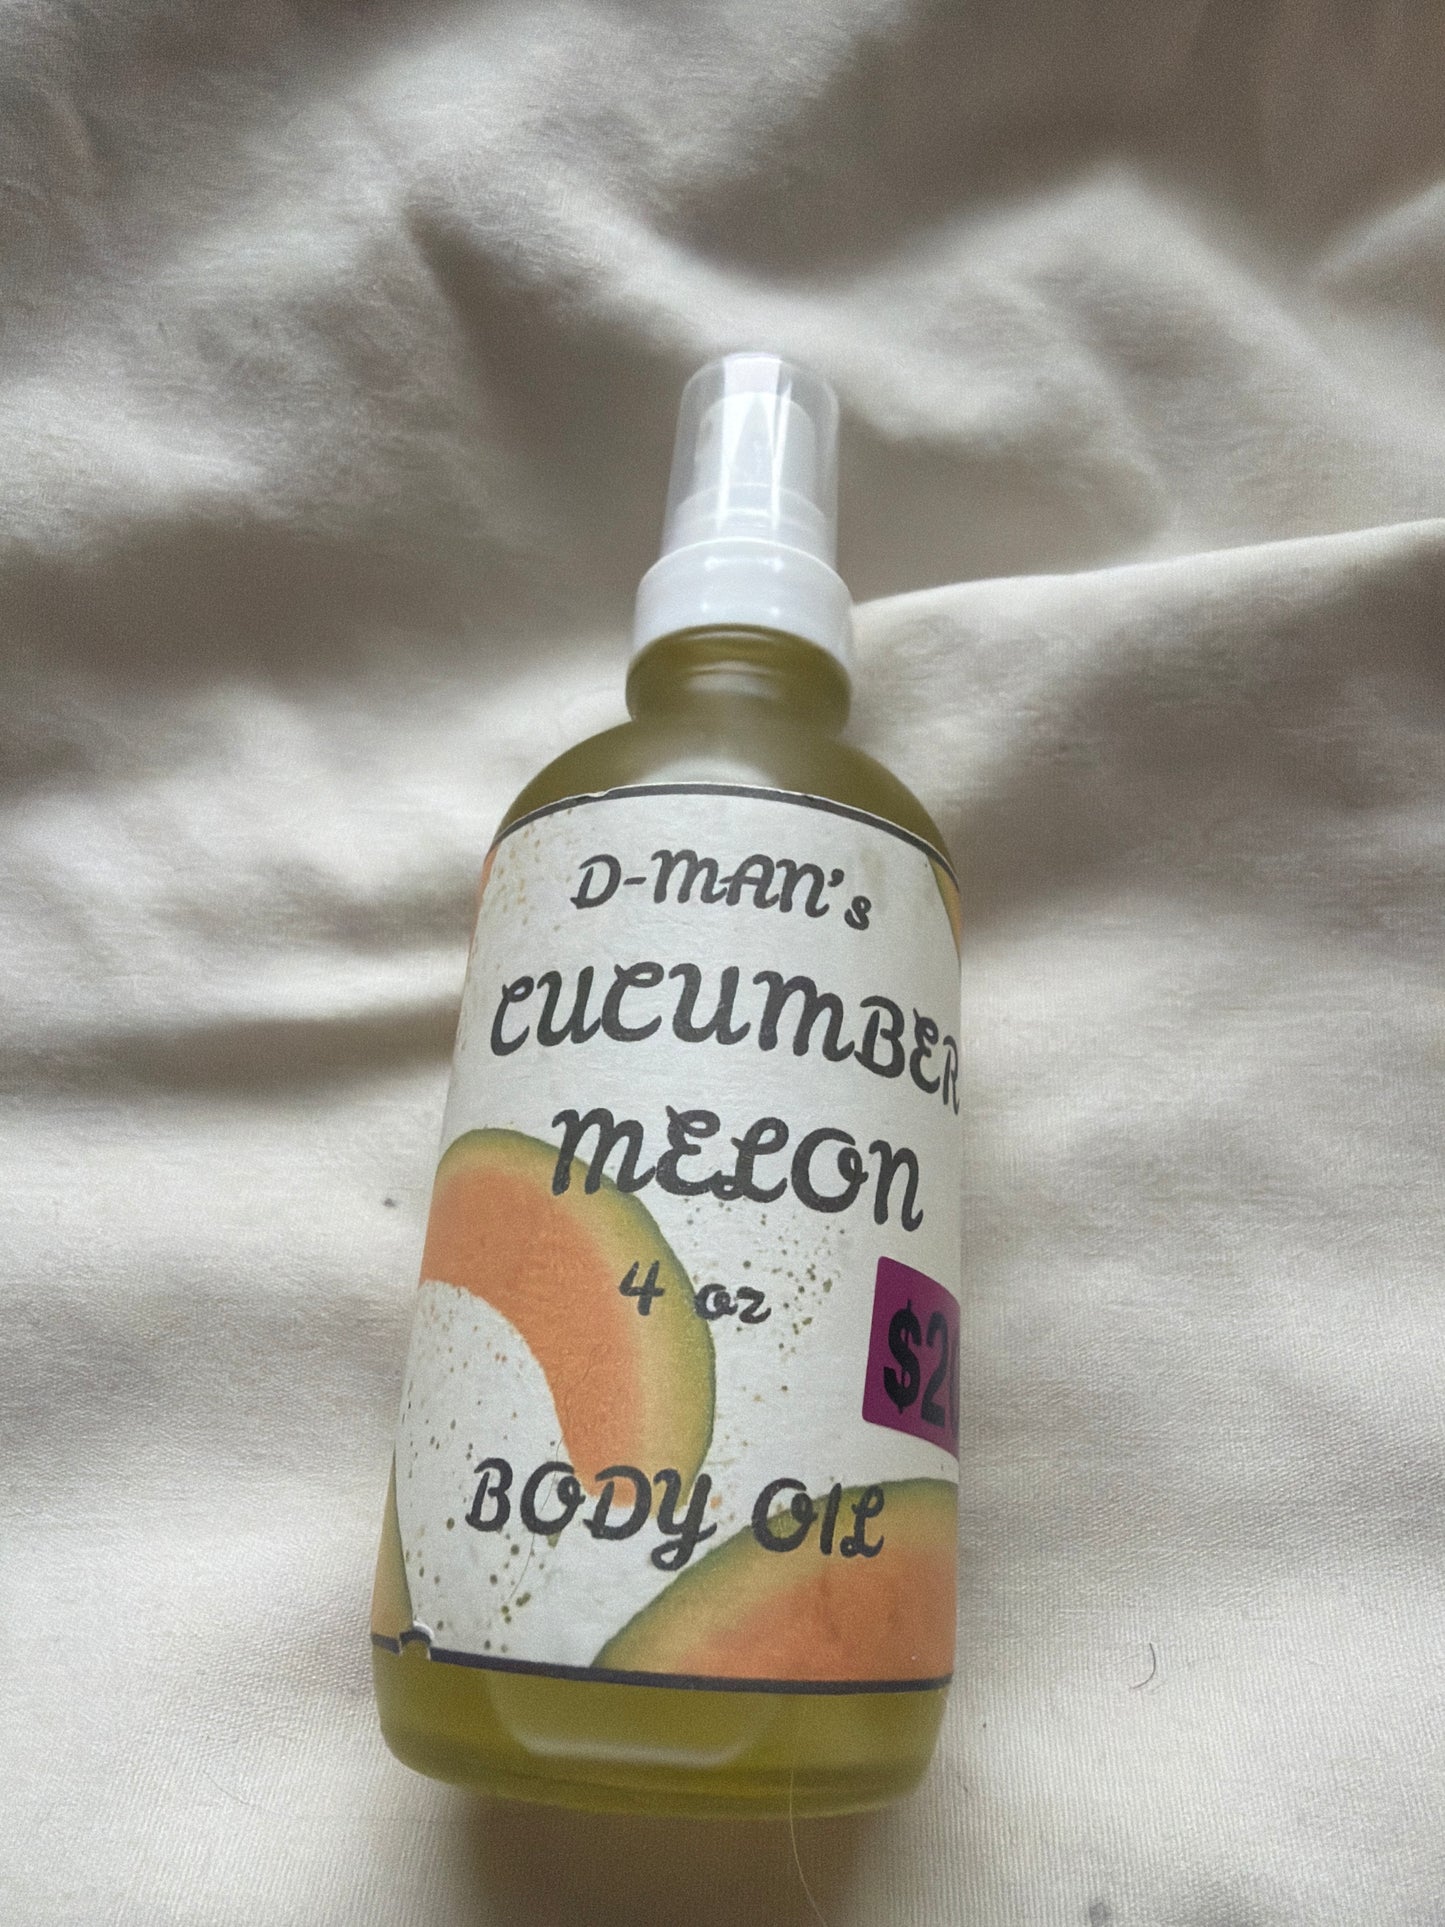 D-MAN's
CUCUMBER
MELON
4 oz
BODY OIL